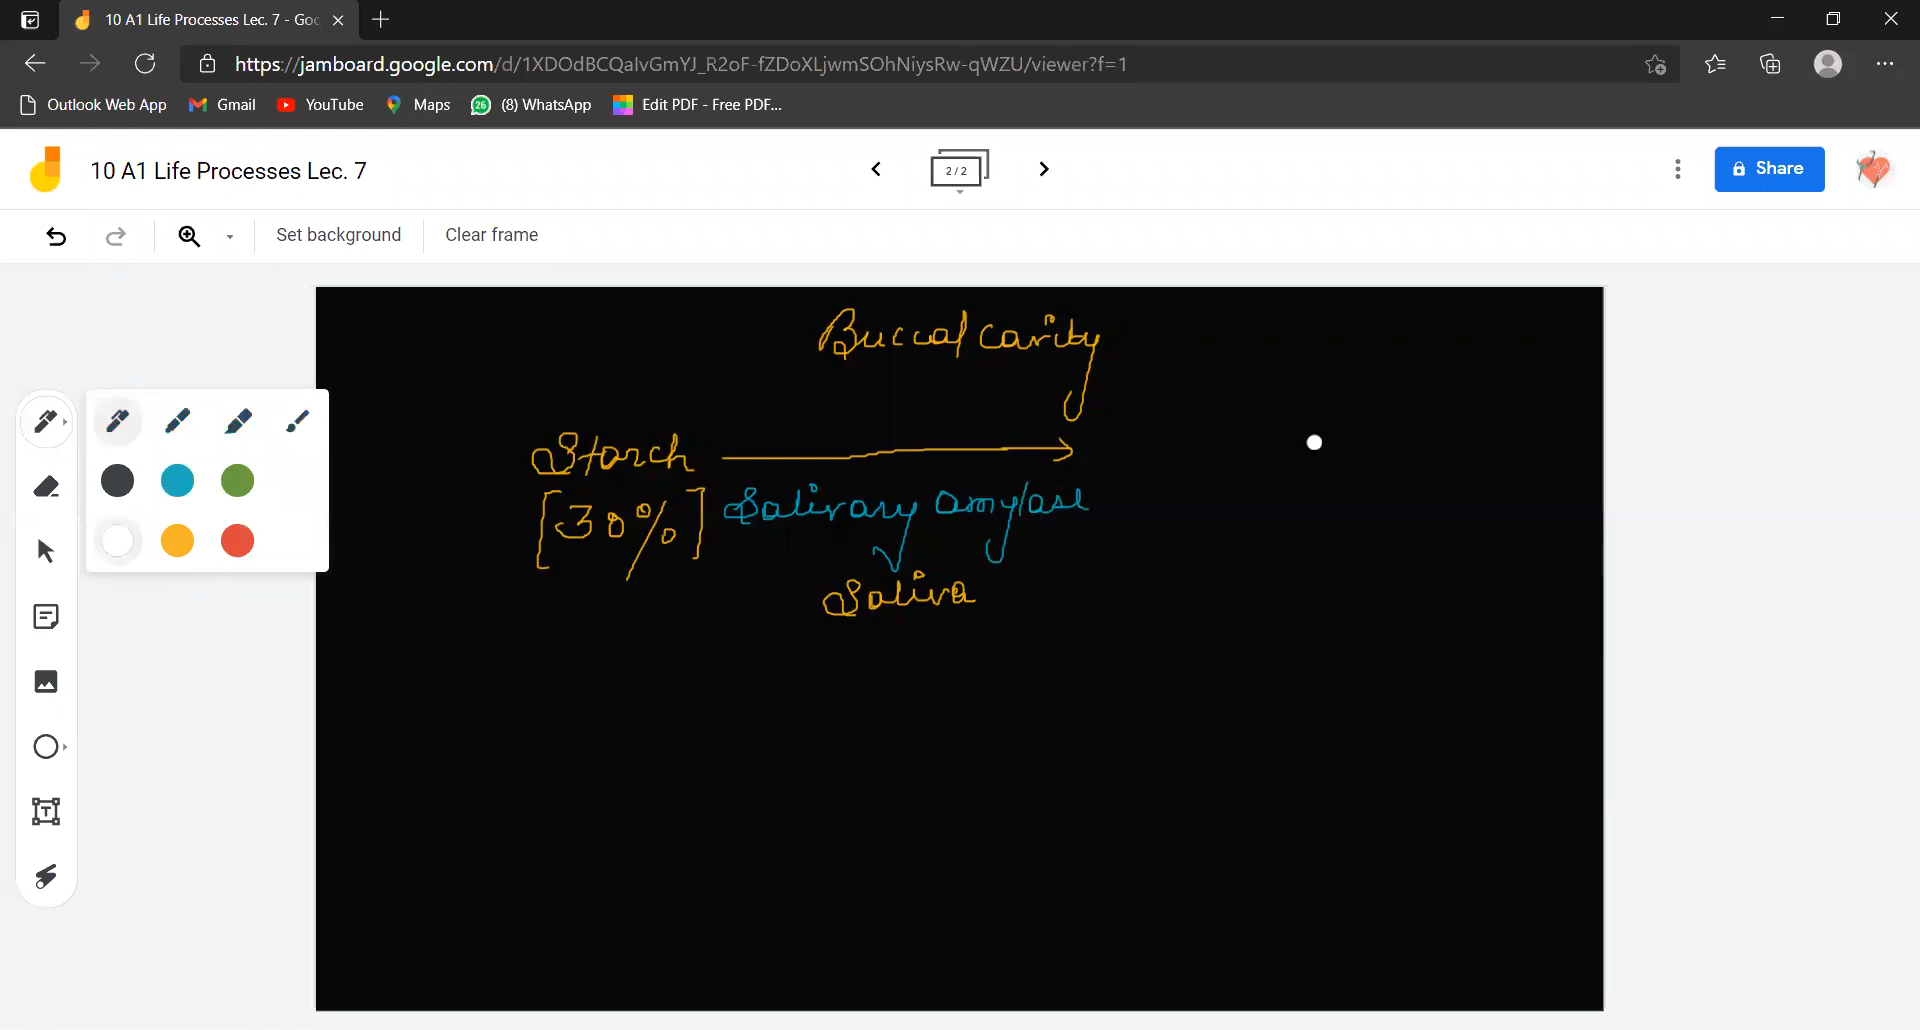 10 A1 Life Processes Lec. 7 - Goo
https://jamboard.google.com/d/1XDOdBCQalvGmYJ_R2oF-fZDoXLjwmSOhNiysRw-qWZU/viewer?f=1
Outlook Web App Gmail YouTube Maps 26 (8) WhatsApp Edit PDF - Free PDF...
10 A1 Life Processes Lec. 7 2 / 2 Share
Set background Clear frame
Buccal cavity
Starch
[30%] Salivary amylase
Saliva